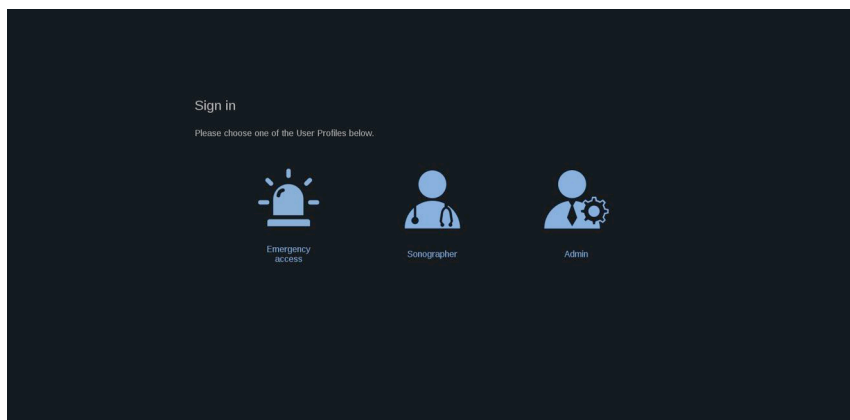 Sign in
Please choose one of the User Profiles below.
Emergency
access
Sonographer
Admin